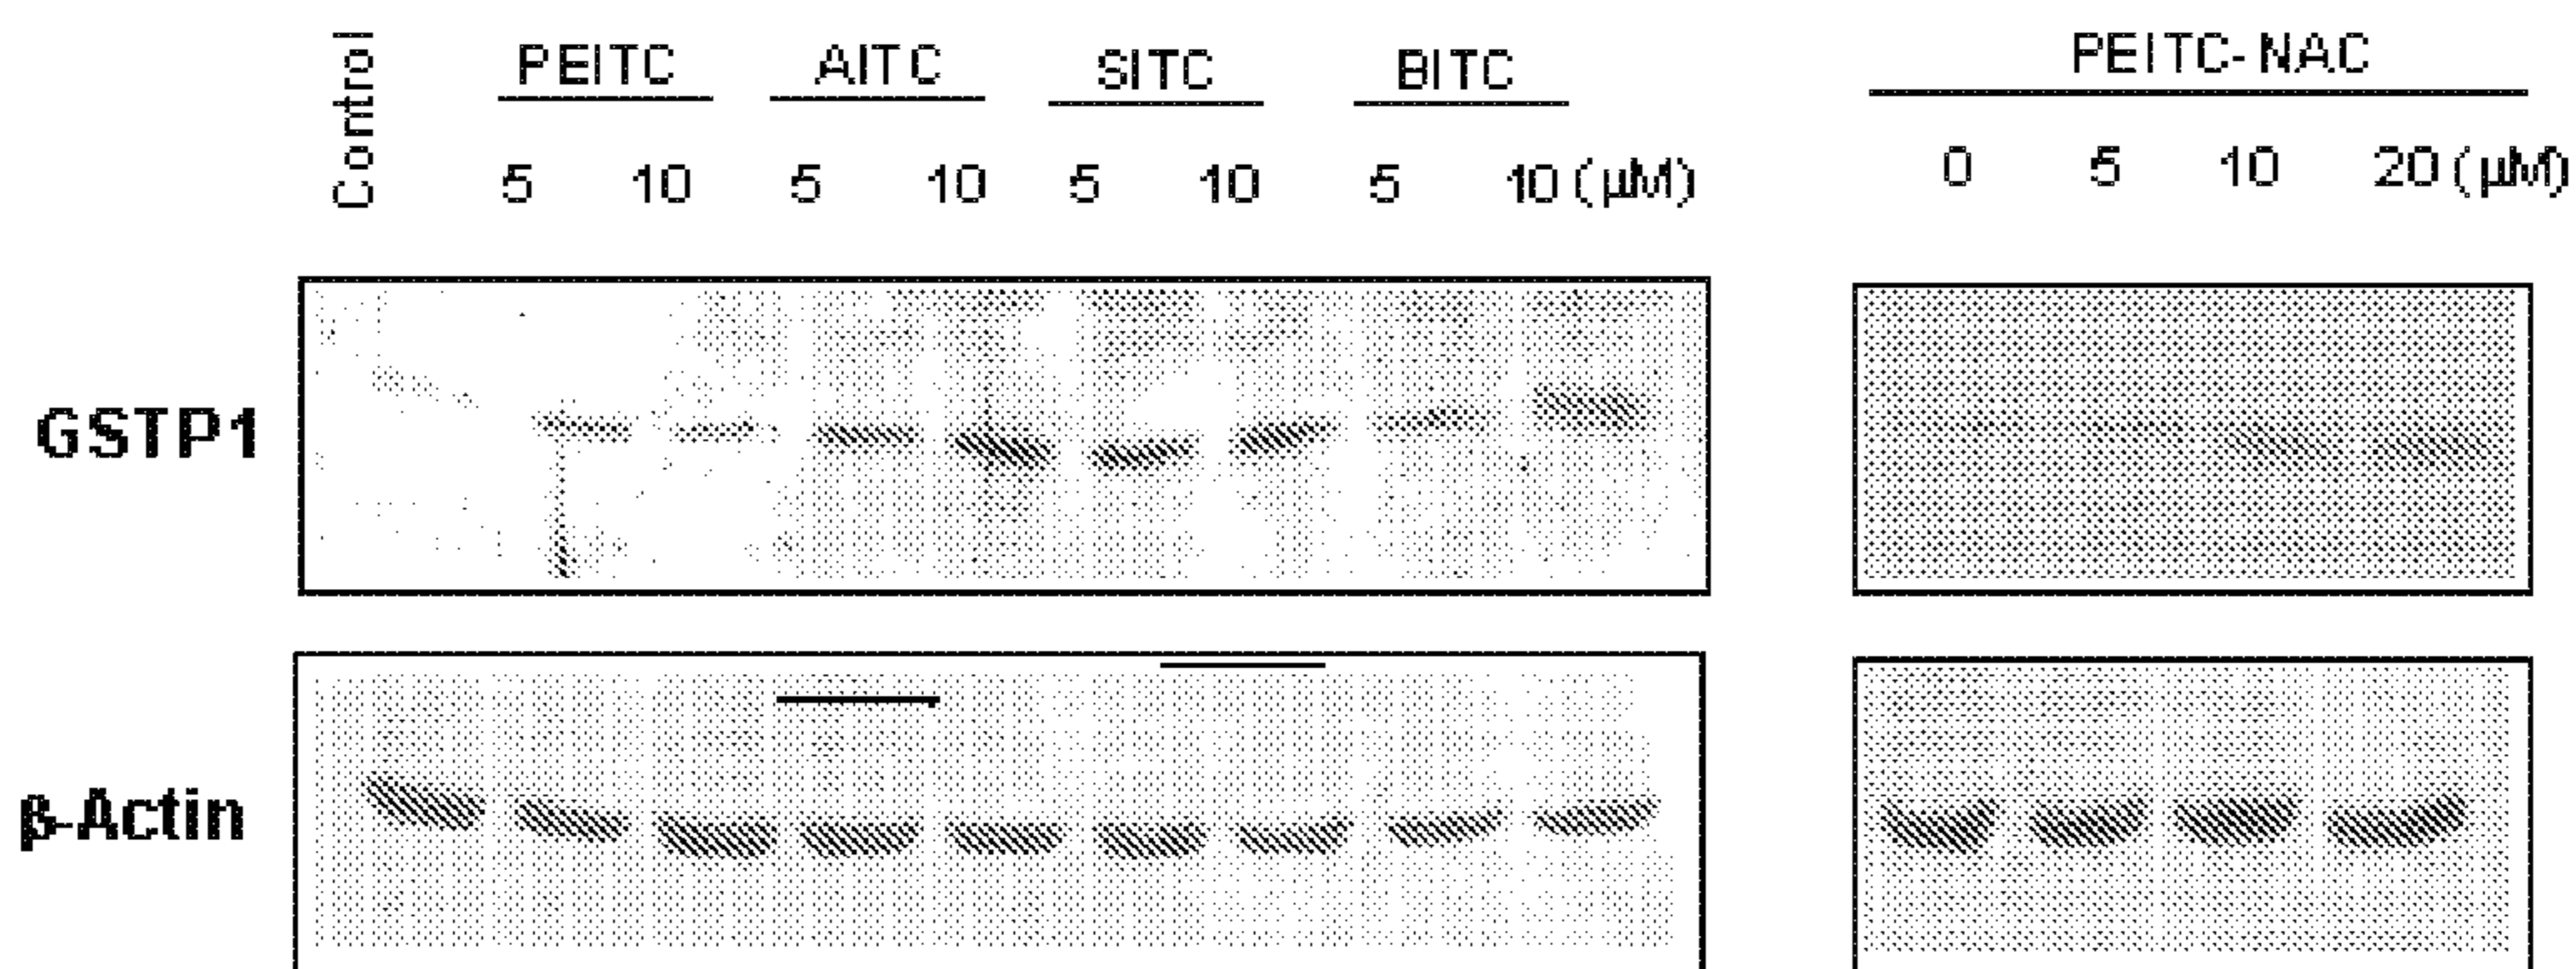 Control PEITC AITC SITC BITC PEITC-NAC
5 10 5 10 5 10 5 10 (µM) 0 5 10 20 (µM)
GSTP1
β-Actin